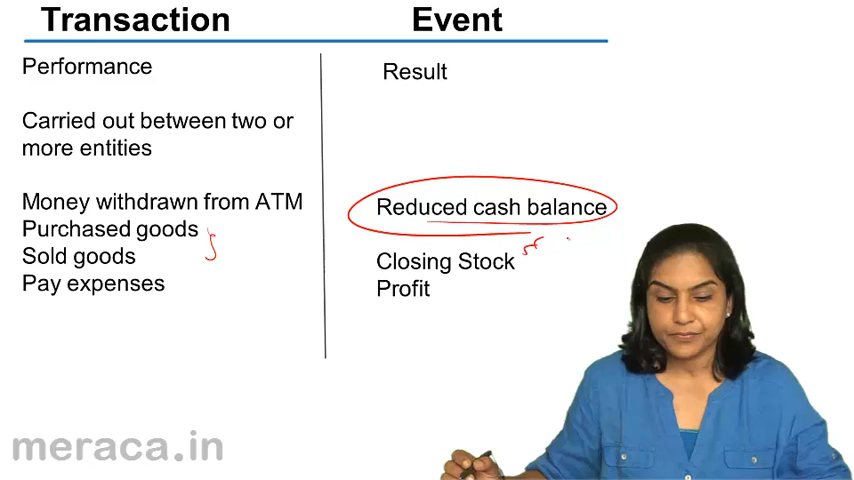 Transaction Event
Performance Result
Carried out between two or
more entities
Money withdrawn from ATM Reduced cash balance
Purchased goods
Sold goods Closing Stock
Pay expenses Profit
meraca.in